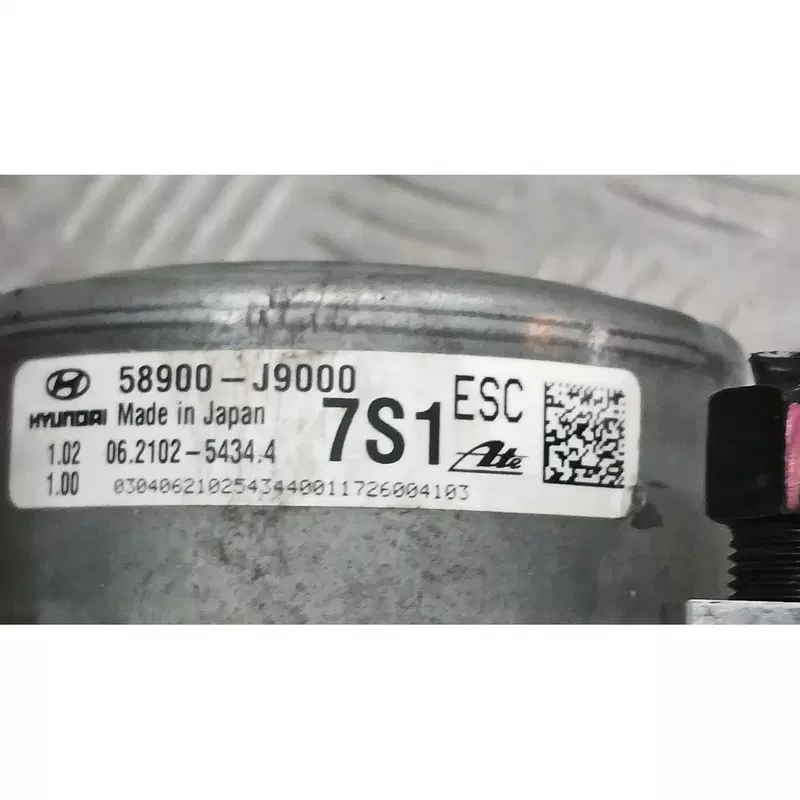 58900-J9000
HYUNDAI Made in Japan
1.02 06.2102-5434.4
1.00 0304062102543440011726004103
7S1
ESC
Ate